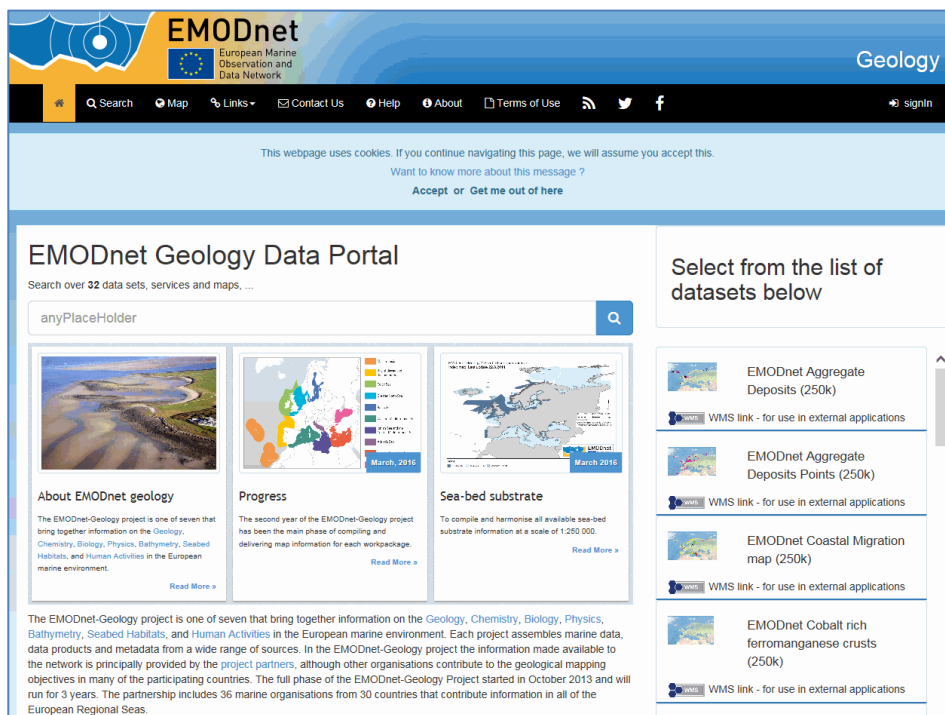 EMODnet
European Marine
Observation and
Data Network
Geology
Search
Map
Links
Contact Us
Help
About
Terms of Use
signIn
This webpage uses cookies. If you continue navigating this page, we will assume you accept this.
Want to know more about this message ?
Accept or Get me out of here
EMODnet Geology Data Portal
Search over 32 data sets, services and maps, ...
anyPlaceHolder
March, 2016
March 2016
EMODnet
About EMODnet geology
The EMODnet-Geology project is one of seven that
bring together information on the Geology,
Chemistry, Biology, Physics, Bathymetry, Seabed
Habitats, and Human Activities in the European
marine environment.
Read More »
Progress
The second year of the EMODnet-Geology project
has been the main phase of compiling and
delivering map information for each workpackage.
Read More »
Sea-bed substrate
To compile and harmonise all available sea-bed
substrate information at a scale of 1:250 000.
Read More »
The EMODnet-Geology project is one of seven that bring together information on the Geology, Chemistry, Biology, Physics,
Bathymetry, Seabed Habitats, and Human Activities in the European marine environment. Each project assembles marine data,
data products and metadata from a wide range of sources. In the EMODnet-Geology project the information made available to
the network is principally provided by the project partners, although other organisations contribute to the geological mapping
objectives in many of the participating countries. The full phase of the EMODnet-Geology Project started in October 2013 and will
run for 3 years. The partnership includes 36 marine organisations from 30 countries that contribute information in all of the
European Regional Seas.
Select from the list of
datasets below
EMODnet Aggregate
Deposits (250k)
WMS WMS link - for use in external applications
EMODnet Aggregate
Deposits Points (250k)
WMS WMS link - for use in external applications
EMODnet Coastal Migration
map (250k)
WMS WMS link - for use in external applications
EMODnet Cobalt rich
ferromanganese crusts
(250k)
WMS WMS link - for use in external applications